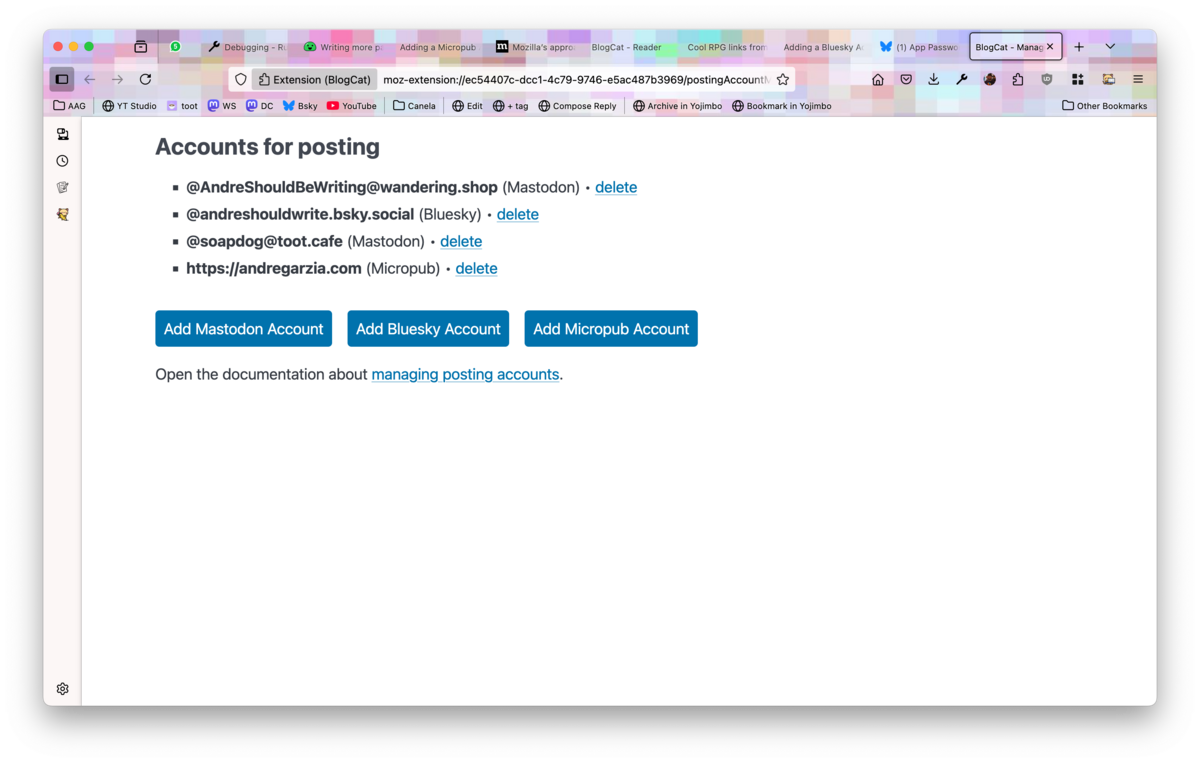 5
Debugging - Ru
Writing more p
Adding a Micropub
m
Mozilla's appro
BlogCat - Reader
Cool RPG links from
Adding a Bluesky Ac
(1) App Passwo
BlogCat - Manag
Extension (BlogCat)
moz-extension://ec54407c-dcc1-4c79-9746-e5ac487b3969/postingAccountM
AAG
YT Studio
toot
WS
DC
Bsky
YouTube
Canela
Edit
+ tag
Compose Reply
Archive in Yojimbo
Bookmark in Yojimbo
Other Bookmarks
Accounts for posting
▪ @AndreShouldBeWriting@wandering.shop (Mastodon) • delete
▪ @andreshouldwrite.bsky.social (Bluesky) • delete
▪ @soapdog@toot.cafe (Mastodon) • delete
▪ https://andregarzia.com (Micropub) • delete
Add Mastodon Account
Add Bluesky Account
Add Micropub Account
Open the documentation about managing posting accounts.